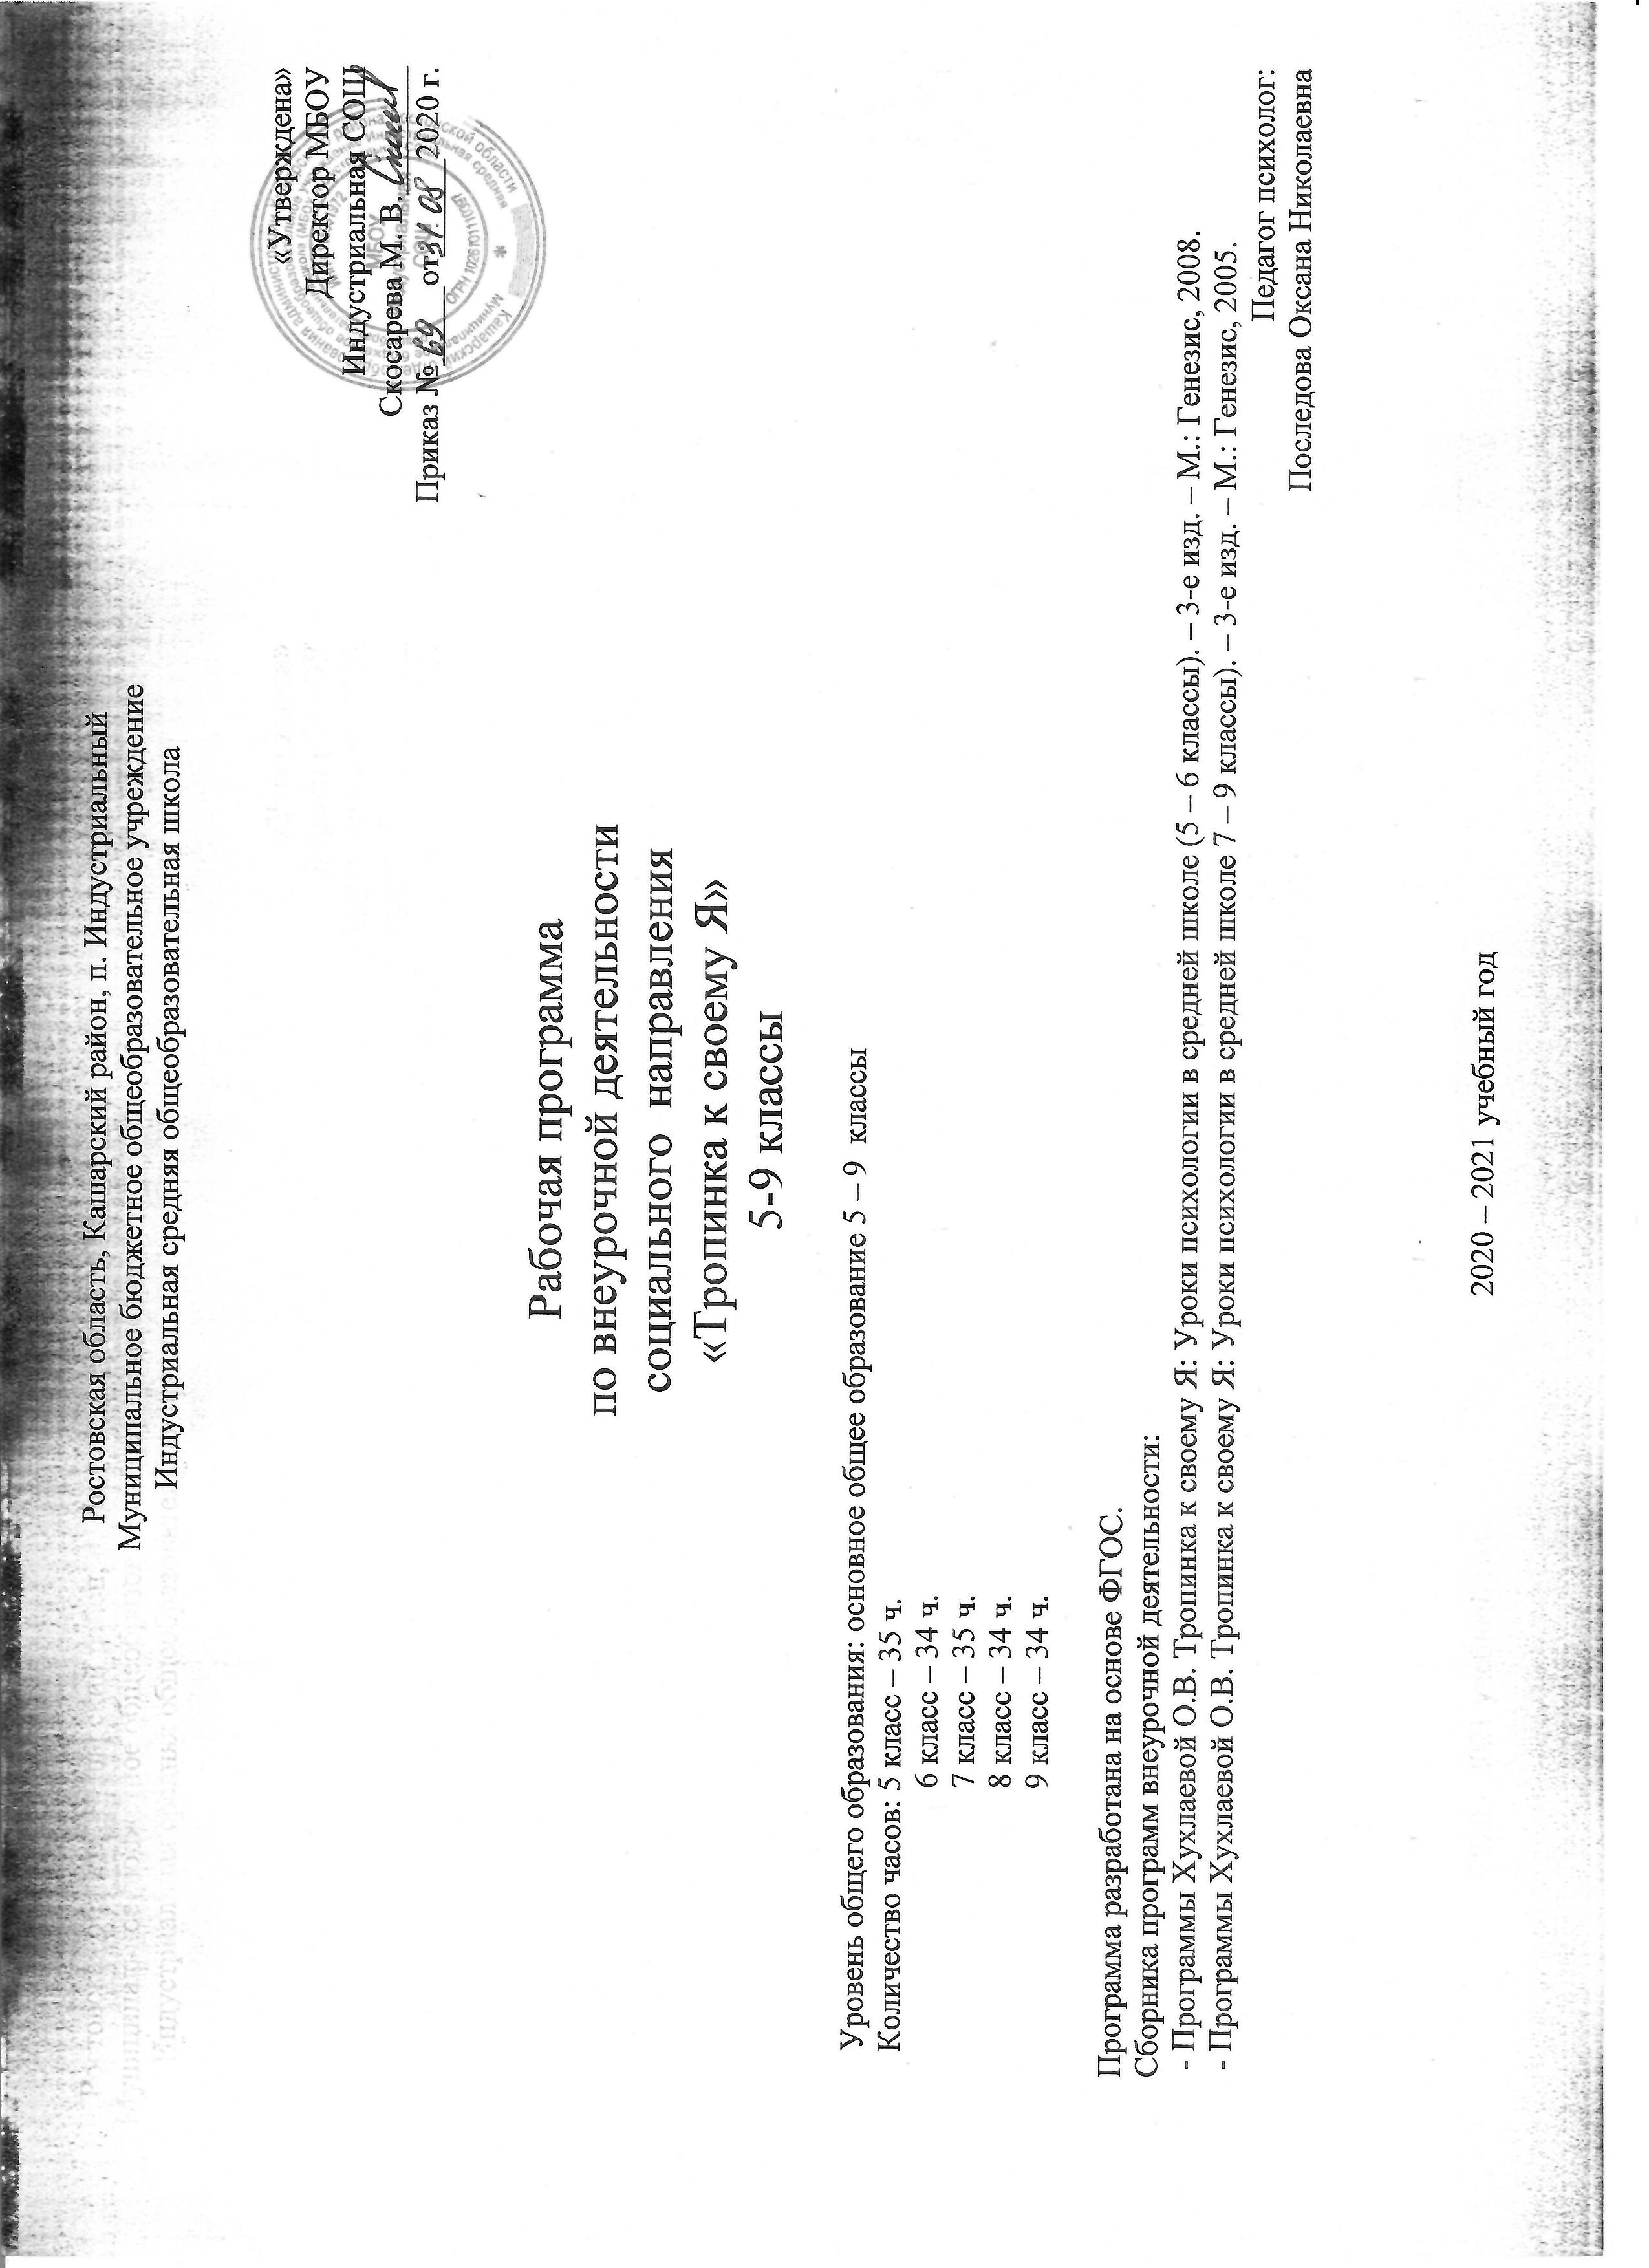 Ростовская область, Кашарский район, п. Индустриальный
Муниципальное бюджетное общеобразовательное учреждение
Индустриальная средняя общеобразовательная школа
«Утверждена»
Директор МБОУ
Индустриальная СОШ
Скосарева М. В.
Приказ № 69 от 31.08 2020 г.
Рабочая программа
по внеурочной деятельности
социального направления
«Тропинка к своему Я»
5-9 классы
Уровень общего образования: основное общее образование 5 – 9 классы
Количество часов: 5 класс – 35 ч.
6 класс – 34 ч.
7 класс – 35 ч.
8 класс – 34 ч.
9 класс – 34 ч.
Программа разработана на основе ФГОС.
Сборника программ внеурочной деятельности:
- Программы Хухлаевой О.В. Тропинка к своему Я: Уроки психологии в средней школе (5 – 6 классы). – 3-е изд. – М.: Генезис, 2008.
- Программы Хухлаевой О.В. Тропинка к своему Я: Уроки психологии в средней школе 7 – 9 классы). – 3-е изд. – М.: Генезис, 2005.
Педагог психолог:
Последова Оксана Николаевна
2020 – 2021 учебный год